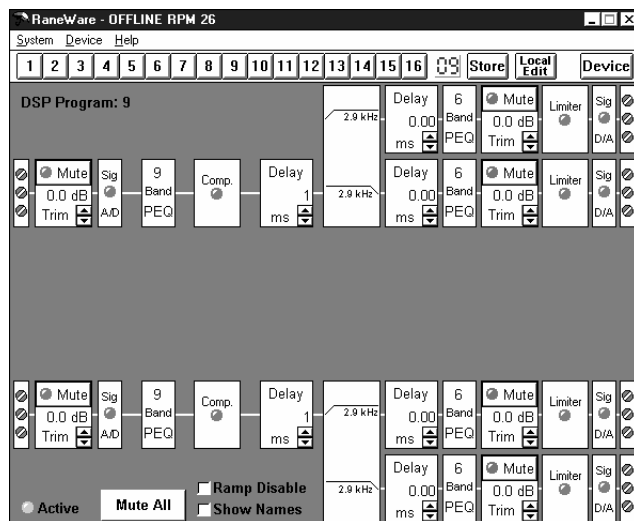 RaneWare - OFFLINE RPM 26
System Device Help
1 2 3 4 5 6 7 8 9 10 11 12 13 14 15 16 09 Store Local Edit Device
DSP Program: 9
2.9 kHz
Delay 0.00 ms
6 Band PEQ
Mute 0.0 dB Trim
Limiter
Sig D/A
Mute 0.0 dB Trim
Sig A/D
9 Band PEQ
Comp.
Delay 1 ms
2.9 kHz
Delay 0.00 ms
6 Band PEQ
Mute 0.0 dB Trim
Limiter
Sig D/A
Mute 0.0 dB Trim
Sig A/D
9 Band PEQ
Comp.
Delay 1 ms
2.9 kHz
Delay 0.00 ms
6 Band PEQ
Mute 0.0 dB Trim
Limiter
Sig D/A
2.9 kHz
Delay 0.00 ms
6 Band PEQ
Mute 0.0 dB Trim
Limiter
Sig D/A
Active
Mute All
Ramp Disable
Show Names